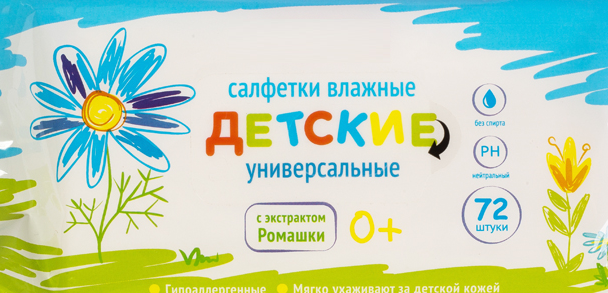 салфетки влажные
ДЕТСКИЕ
универсальные
с экстрактом
Ромашки
0+
без спирта
PH
нейтральный
72
штуки
Гипоаллергенные
Мягко ухаживают за детской кожей